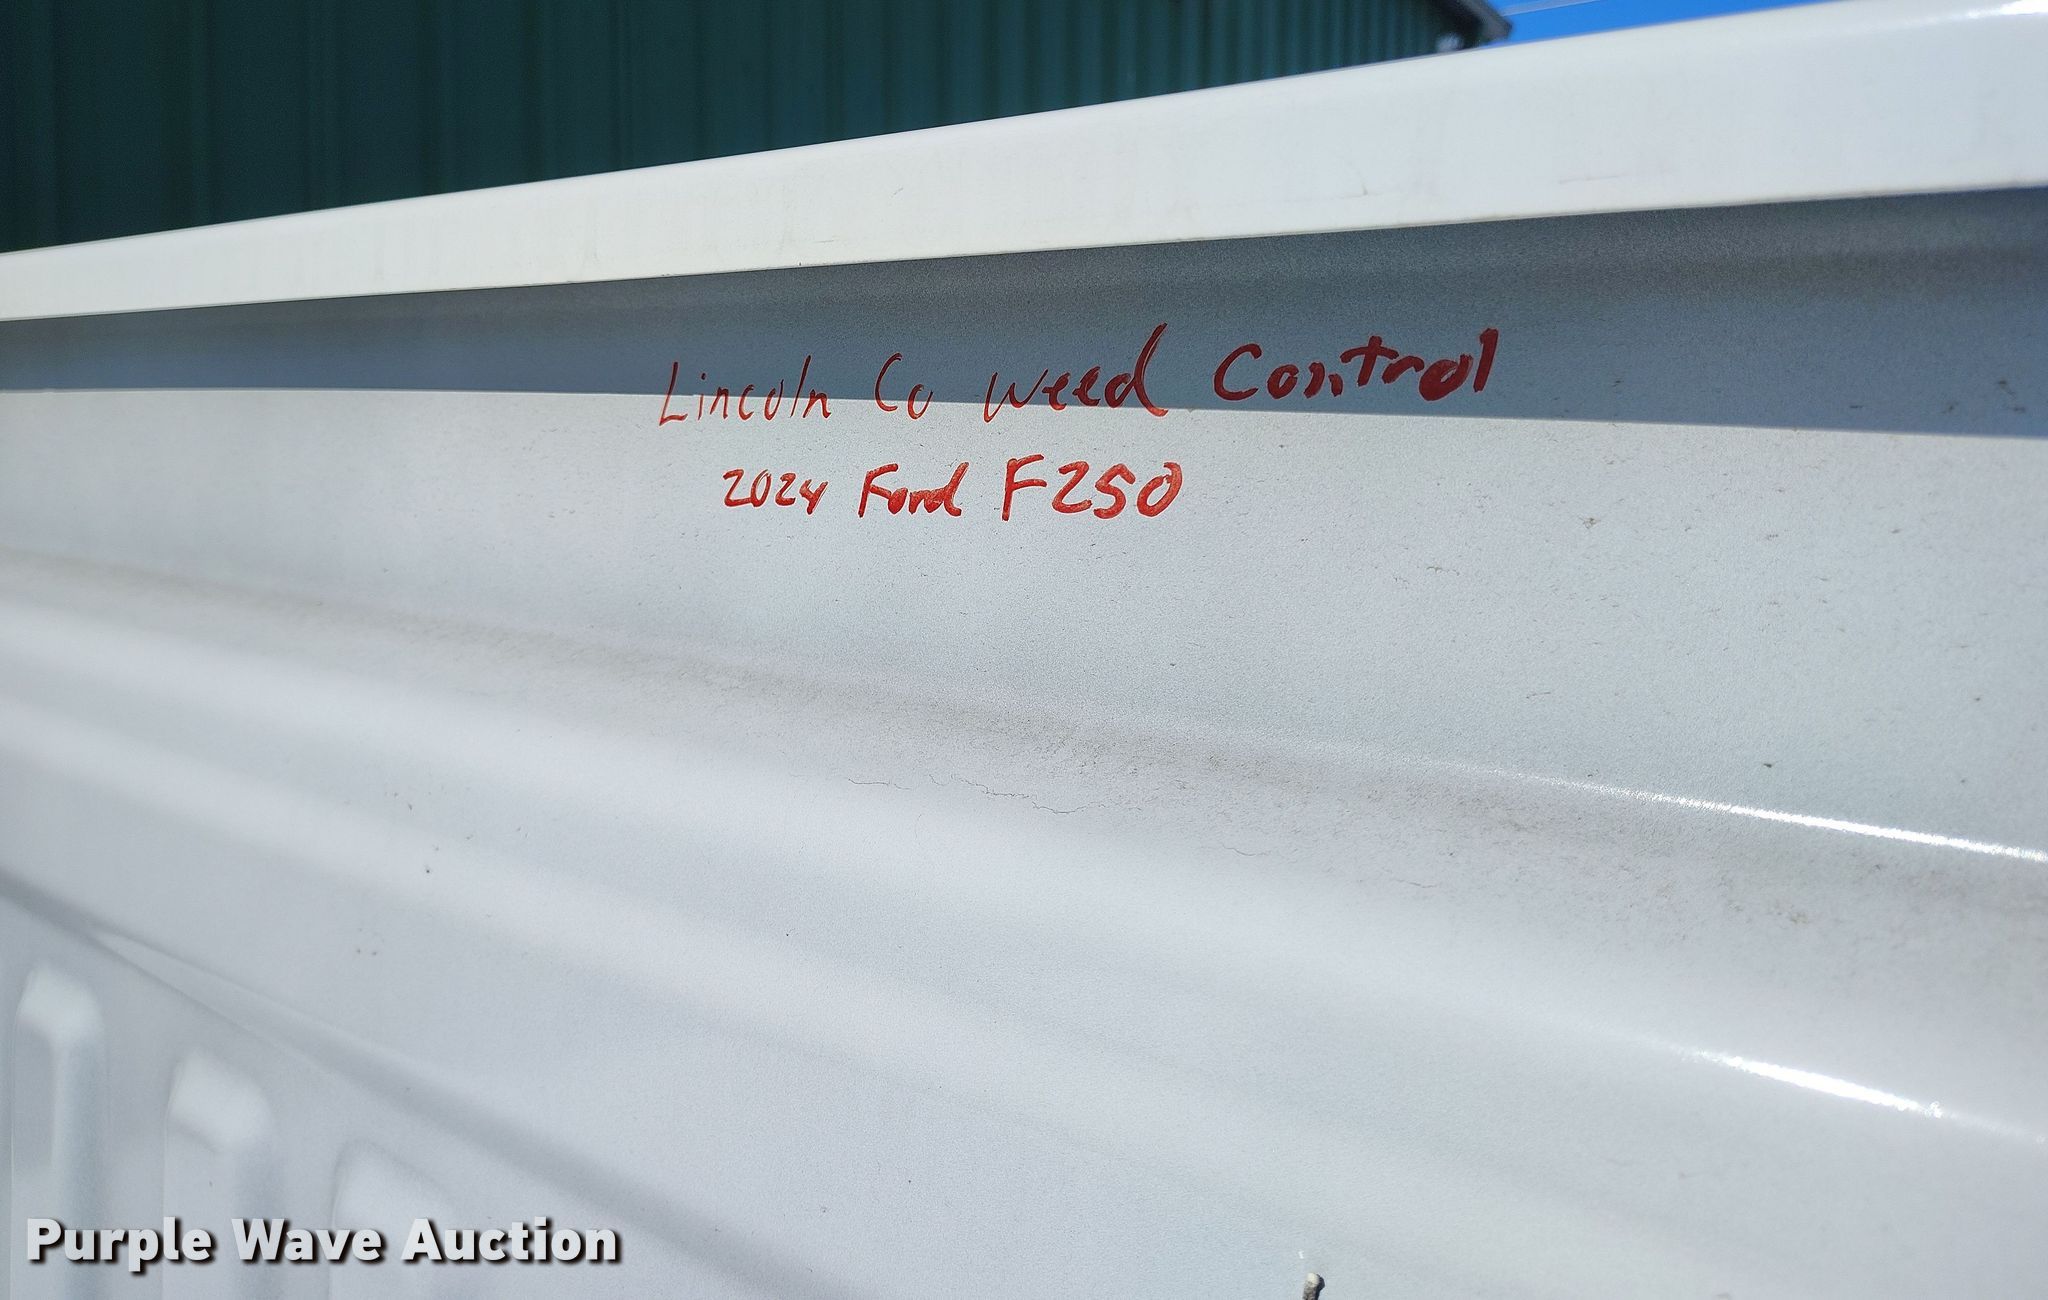 Lincoln Co Weed Control
2024 Ford F250
Purple Wave Auction